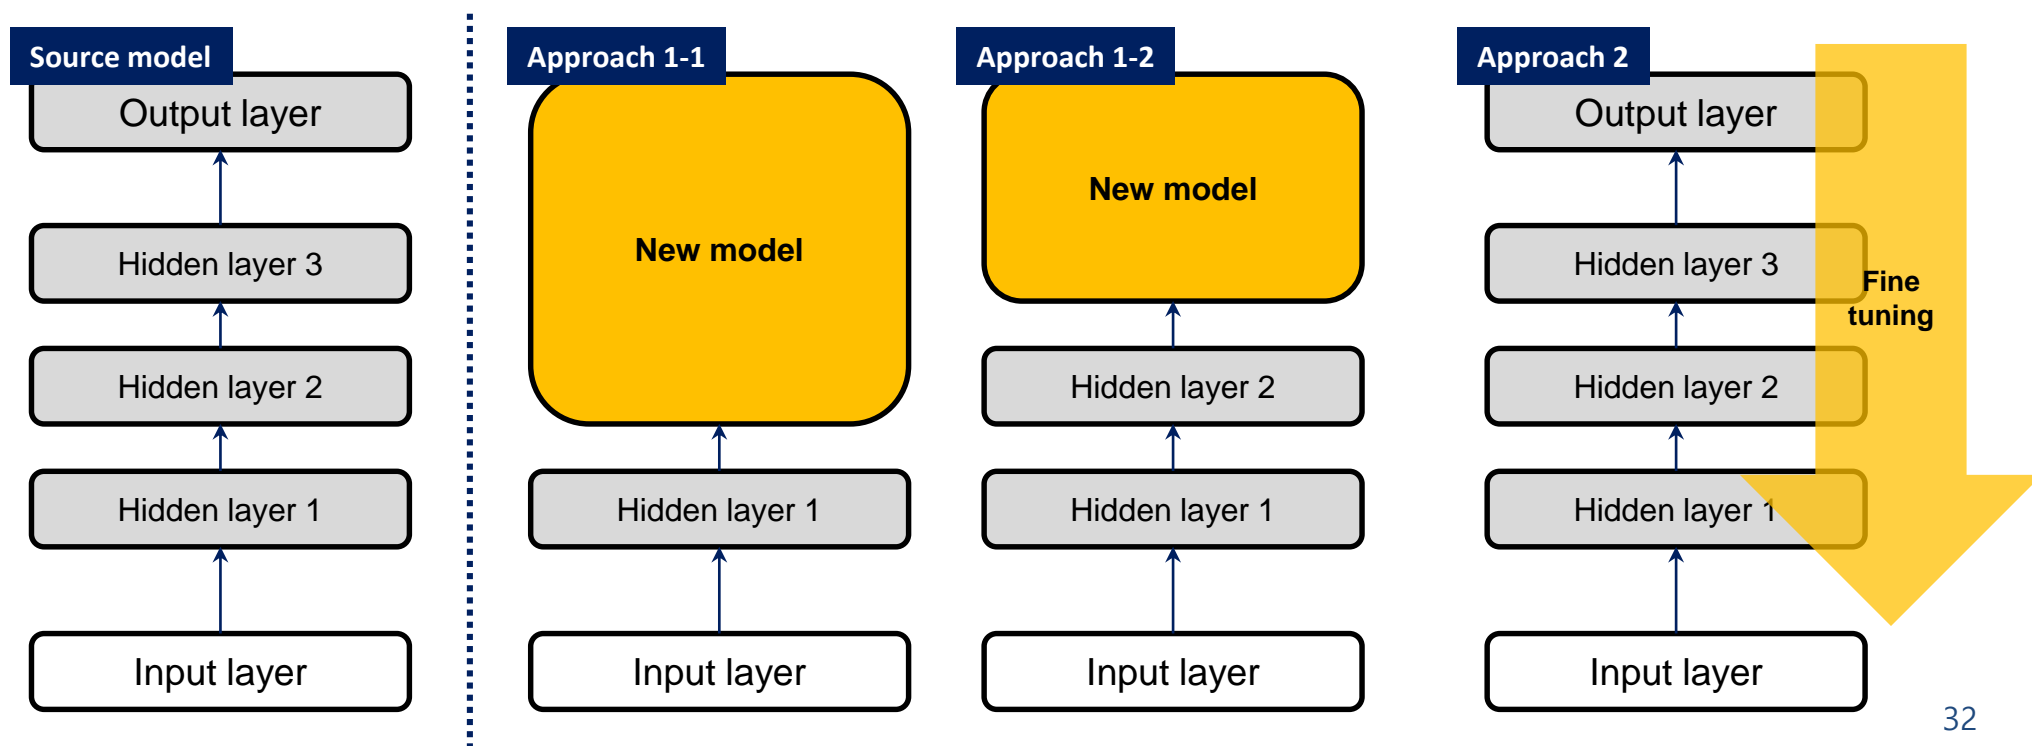 Source model
Output layer
Hidden layer 3
Hidden layer 2
Hidden layer 1
Input layer
Approach 1-1
New model
Hidden layer 1
Input layer
Approach 1-2
New model
Hidden layer 2
Hidden layer 1
Input layer
Approach 2
Output layer
Hidden layer 3
Hidden layer 2
Hidden layer 1
Input layer
Fine
tuning
32